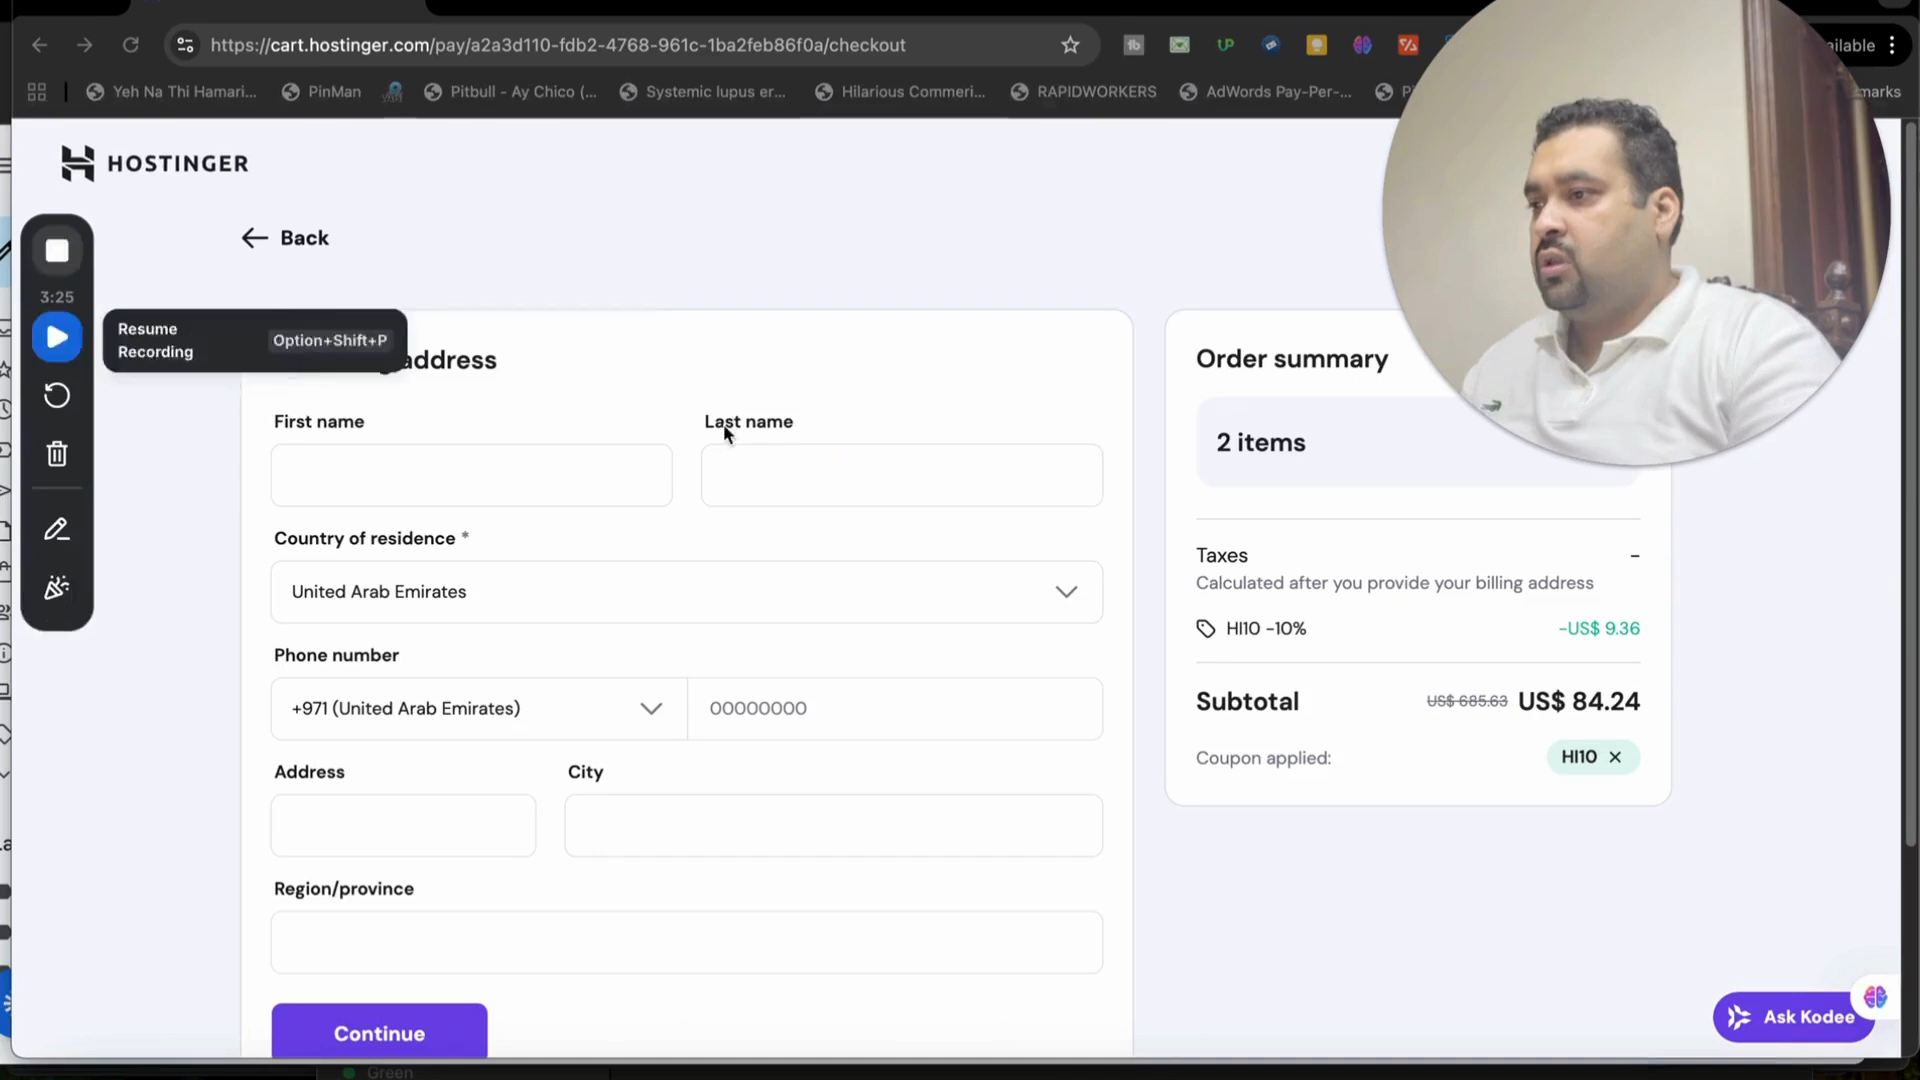 https://cart.hostinger.com/pay/a2a3d110-fdb2-4768-961c-1ba2feb86f0a/checkout
ailable
Yeh Na Thi Hamari...
PinMan
Pitbull - Ay Chico (...
Systemic lupus er...
Hilarious Commeri...
RAPIDWORKERS
AdWords Pay-Per-...
marks
HOSTINGER
Back
3:25
Resume
Recording
Option+Shift+P
address
First name
Last name
Country of residence *
United Arab Emirates
Phone number
+971 (United Arab Emirates)
00000000
Address
City
Region/province
Continue
Order summary
2 items
Taxes
-
Calculated after you provide your billing address
HI10 -10%
-US$ 9.36
Subtotal
US$ 685.63
US$ 84.24
Coupon applied:
HI10
Ask Kodee
Green